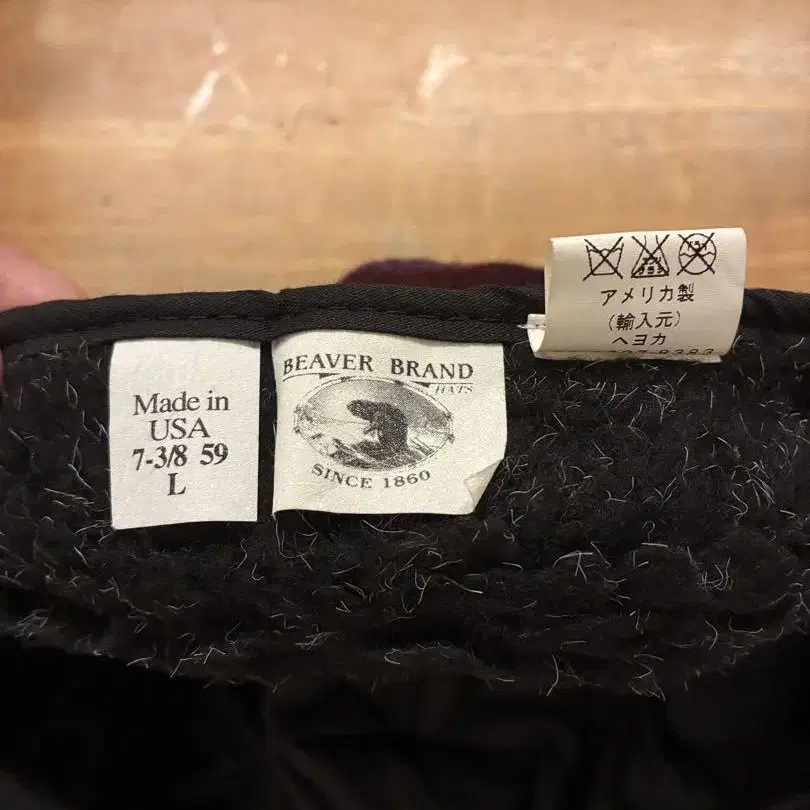 Made in
USA
7-3/8 59
L
BEAVER BRAND
HATS
SINCE 1860
アメリカ製
(輸入元)
ヘヨカ